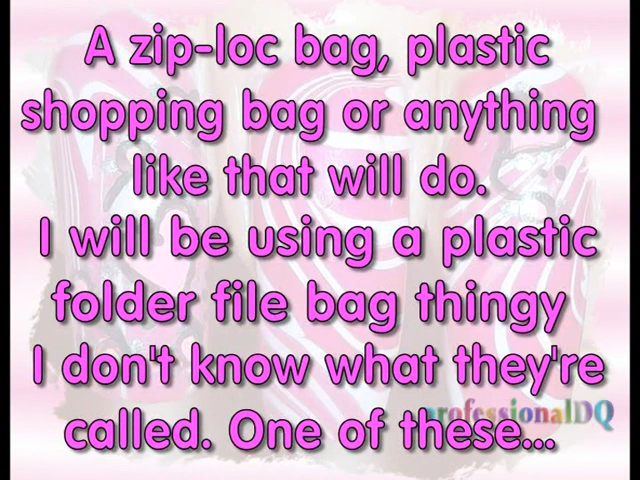 A zip-loc bag, plastic
shopping bag or anything
like that will do.
I will be using a plastic
folder file bag thingy
I don't know what they're
called. One of these...
professionalDQ